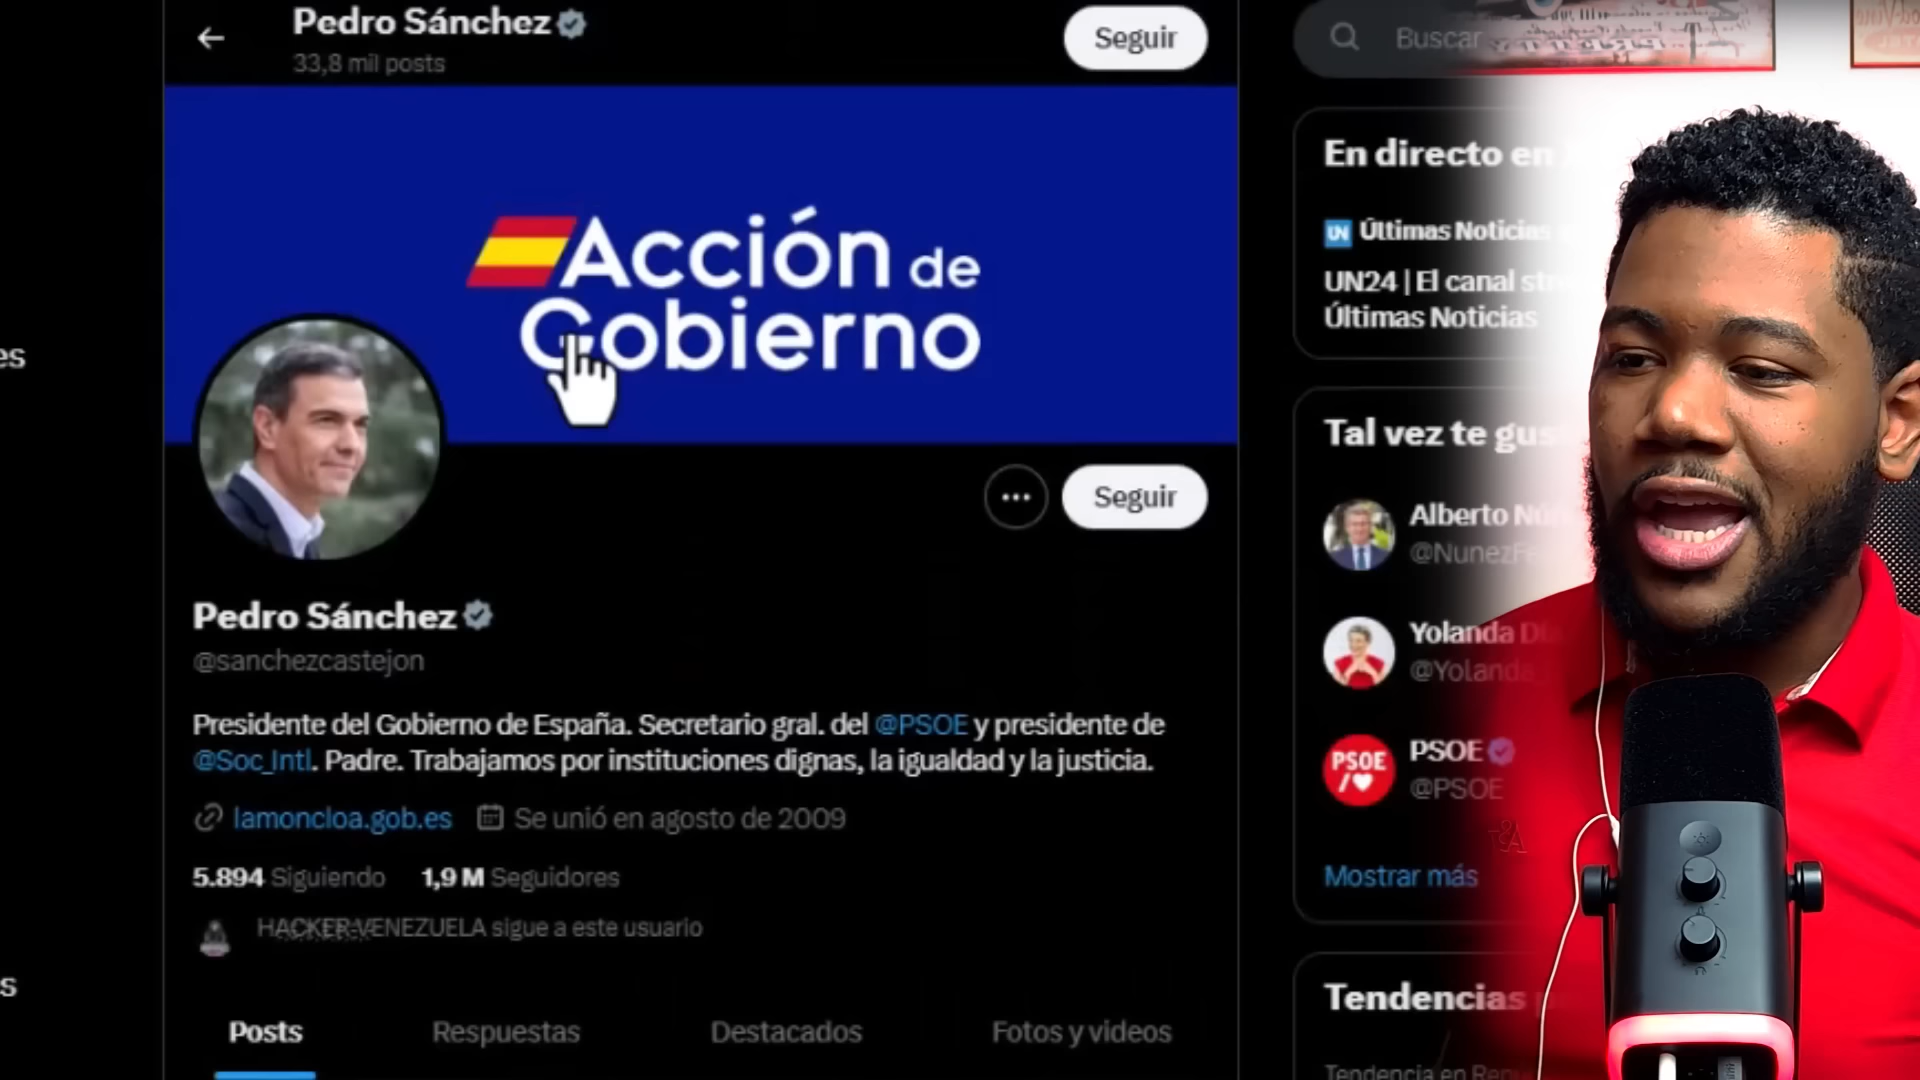 Pedro Sánchez
33,8 mil posts
Seguir
Acción de
Gobierno
Seguir
Pedro Sánchez
@sanchezcastejon
Presidente del Gobierno de España. Secretario gral. del @PSOE y presidente de
@Soc_Intl. Padre. Trabajamos por instituciones dignas, la igualdad y la justicia.
lamoncloa.gob.es Se unió en agosto de 2009
5.894 Siguiendo 1,9 M Seguidores
HACKER VENEZUELA sigue a este usuario
Posts Respuestas Destacados Fotos y videos
es
s
Buscar
En directo en
UN Últimas Noticias
UN24 | El canal
Últimas Noticias
Tal vez te
Alberto
Yolanda
@Yolanda
PSOE
/
PSOE
@PSOE
Mostrar más
Tendencias
Tendencia en